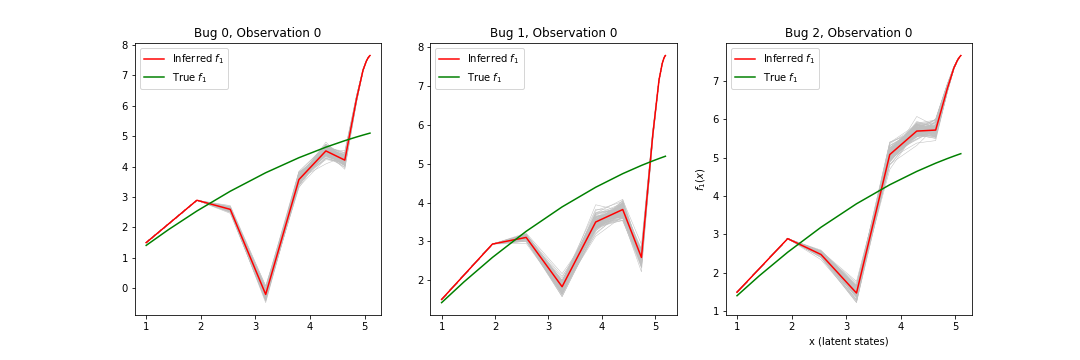 Bug 0, Observation 0
Inferred f₁
True f₁
8
7
6
5
4
3
2
1
0
1 2 3 4 5
Bug 1, Observation 0
Inferred f₁
True f₁
8
7
6
5
4
3
2
1 2 3 4 5
Bug 2, Observation 0
Inferred f₁
True f₁
f₁(x)
7
6
5
4
3
2
1
1 2 3 4 5
x (latent states)